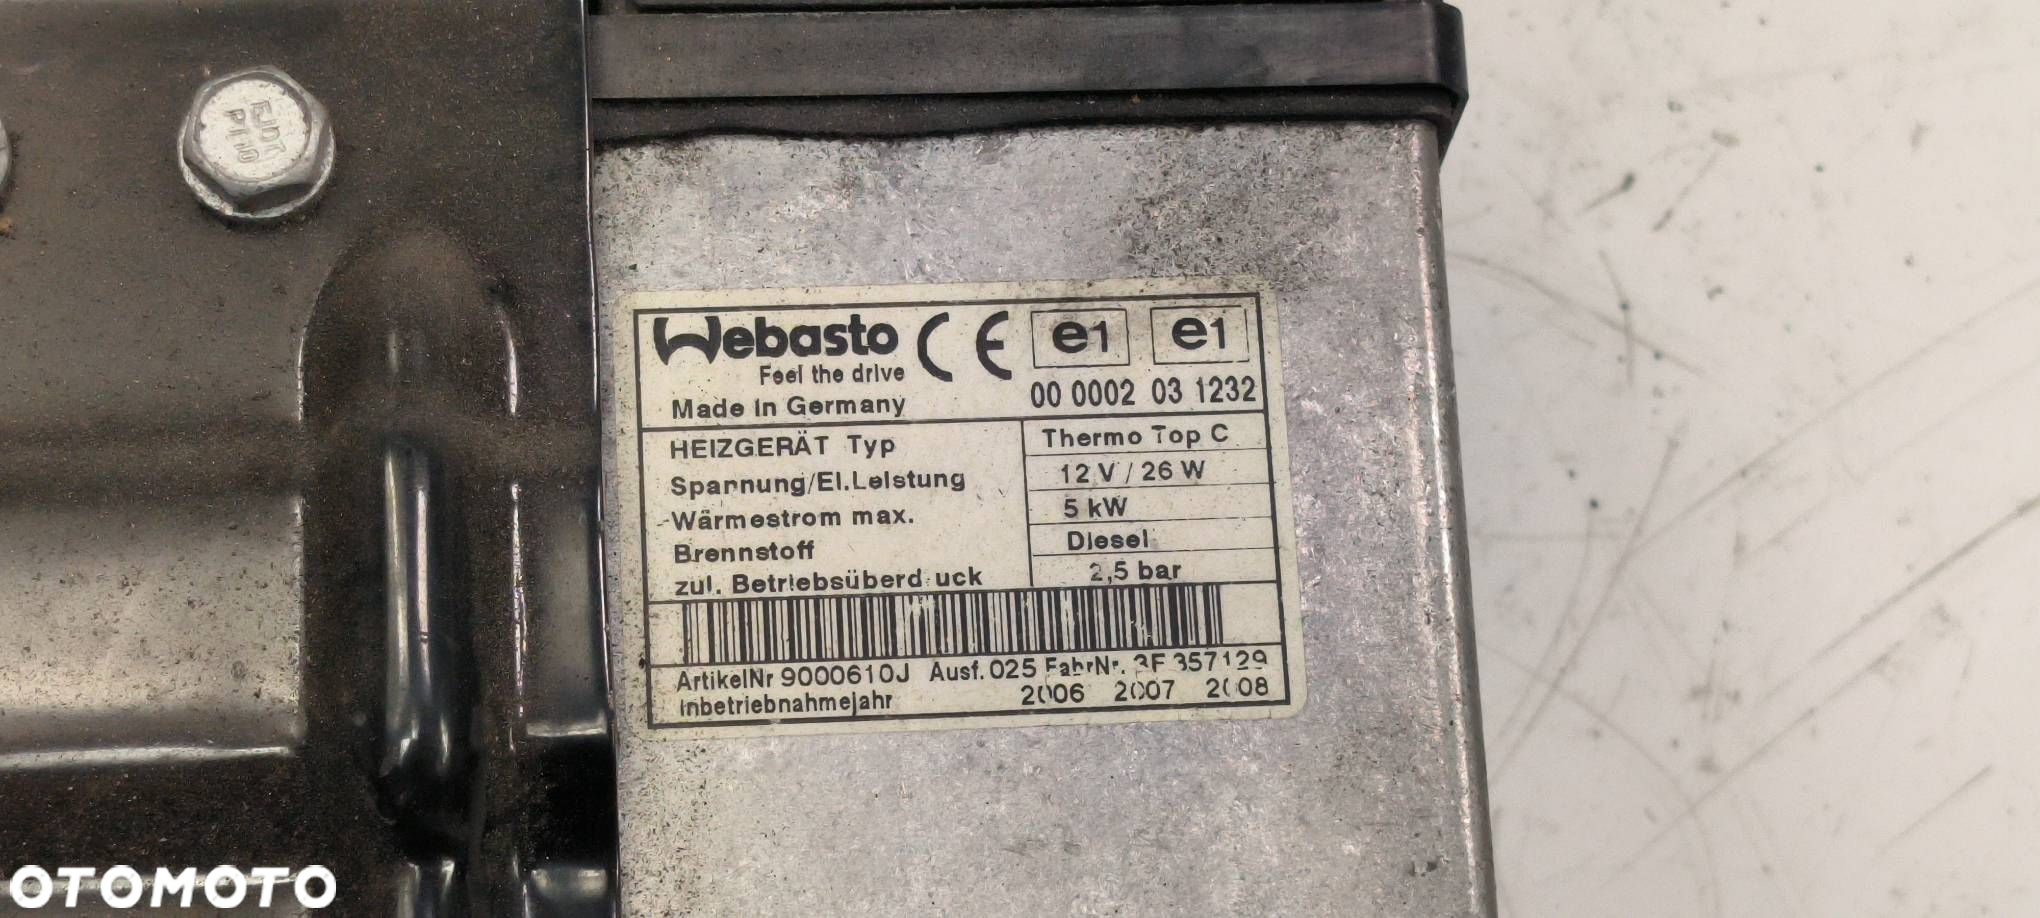 Webasto CE e1 e1
Feel the drive
Made in Germany 00 0002 03 1232
HEIZGERÄT Typ Thermo Top C
Spannung/El.Leistung 12 V / 26 W
Wärmestrom max. 5 kW
Brennstoff Diesel
zul. Betriebsüberd uck 2,5 bar
ArtikelNr 9000610J Ausf. 025 FabrNr. 3F 357129
Inbetriebnahmejahr 2006 2007 2008
OTOMOTO